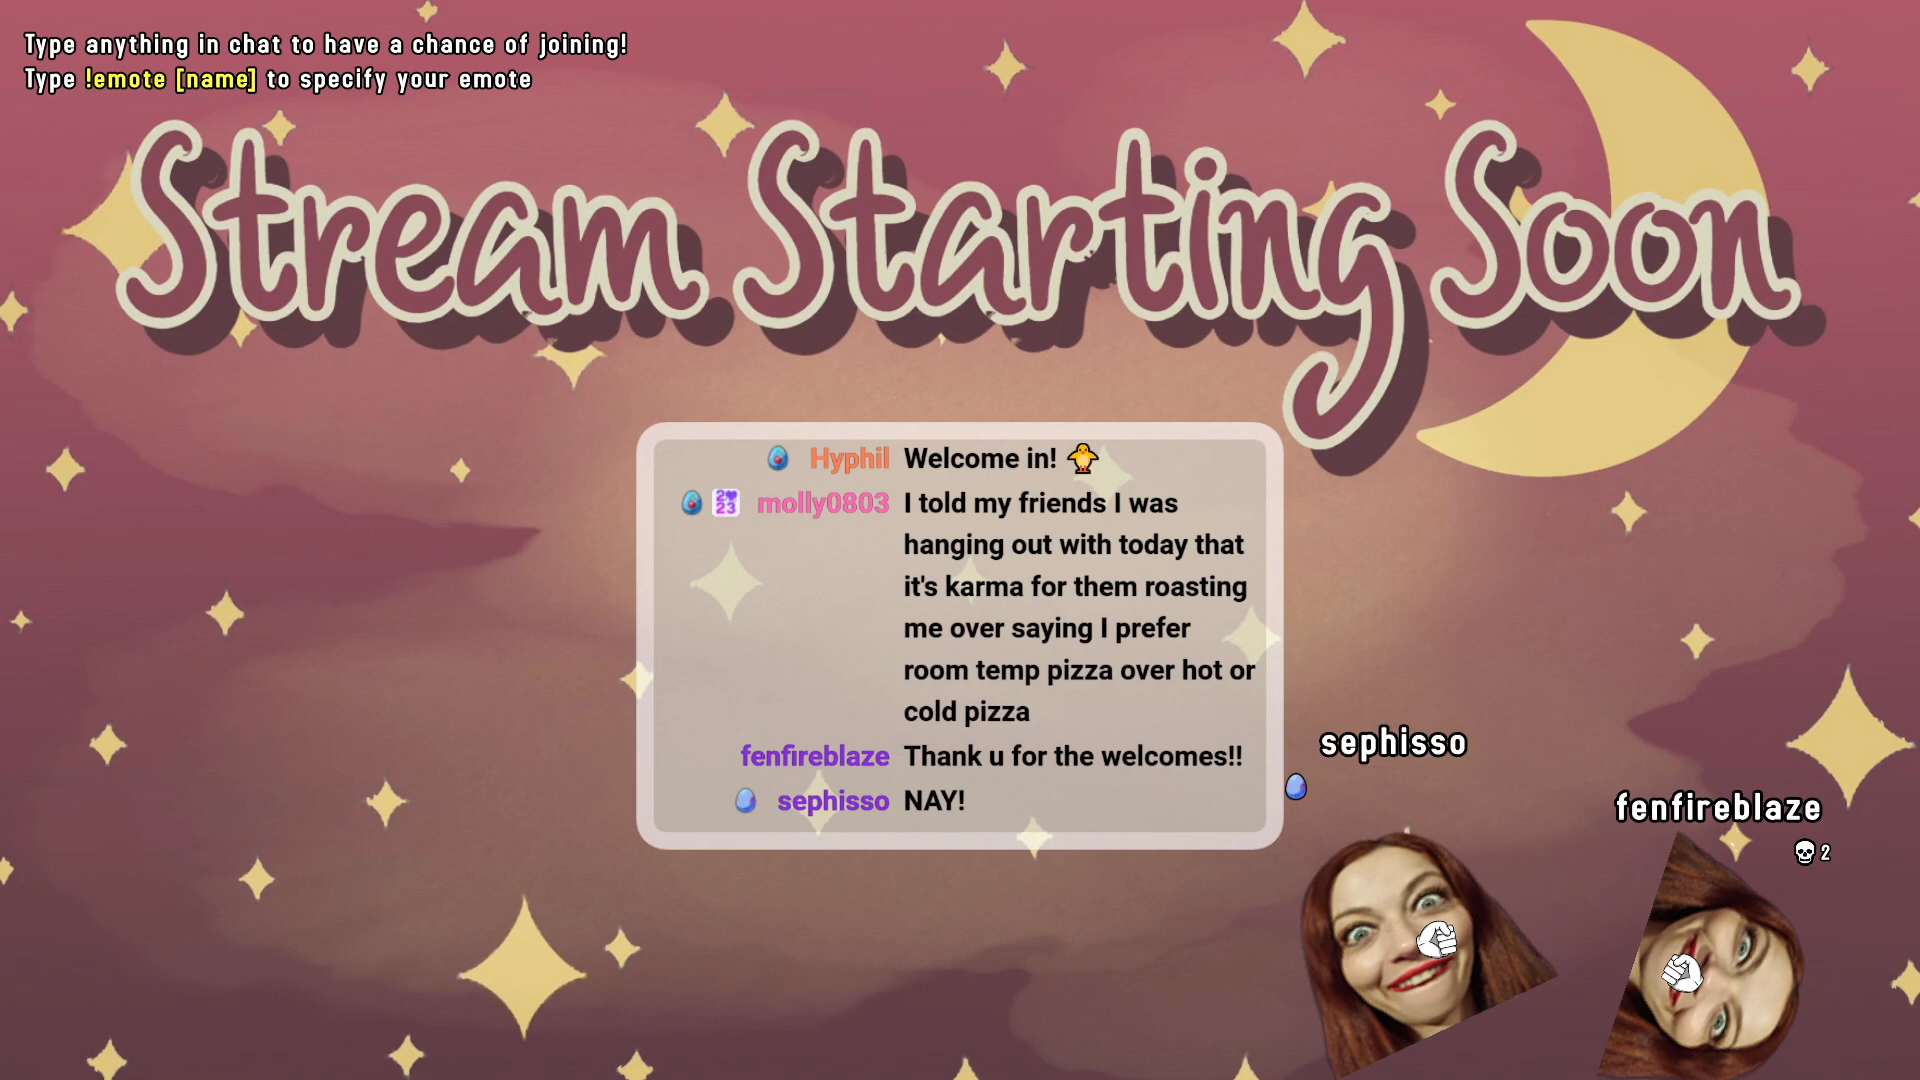 Type anything in chat to have a chance of joining!
Type !emote [name] to specify your emote
Stream Starting Soon
Hyphil Welcome in!
2 23 molly0803 I told my friends I was
hanging out with today that
it's karma for them roasting
me over saying I prefer
room temp pizza over hot or
cold pizza
fenfireblaze Thank u for the welcomes!!
sephisso NAY!
sephisso
fenfireblaze
2